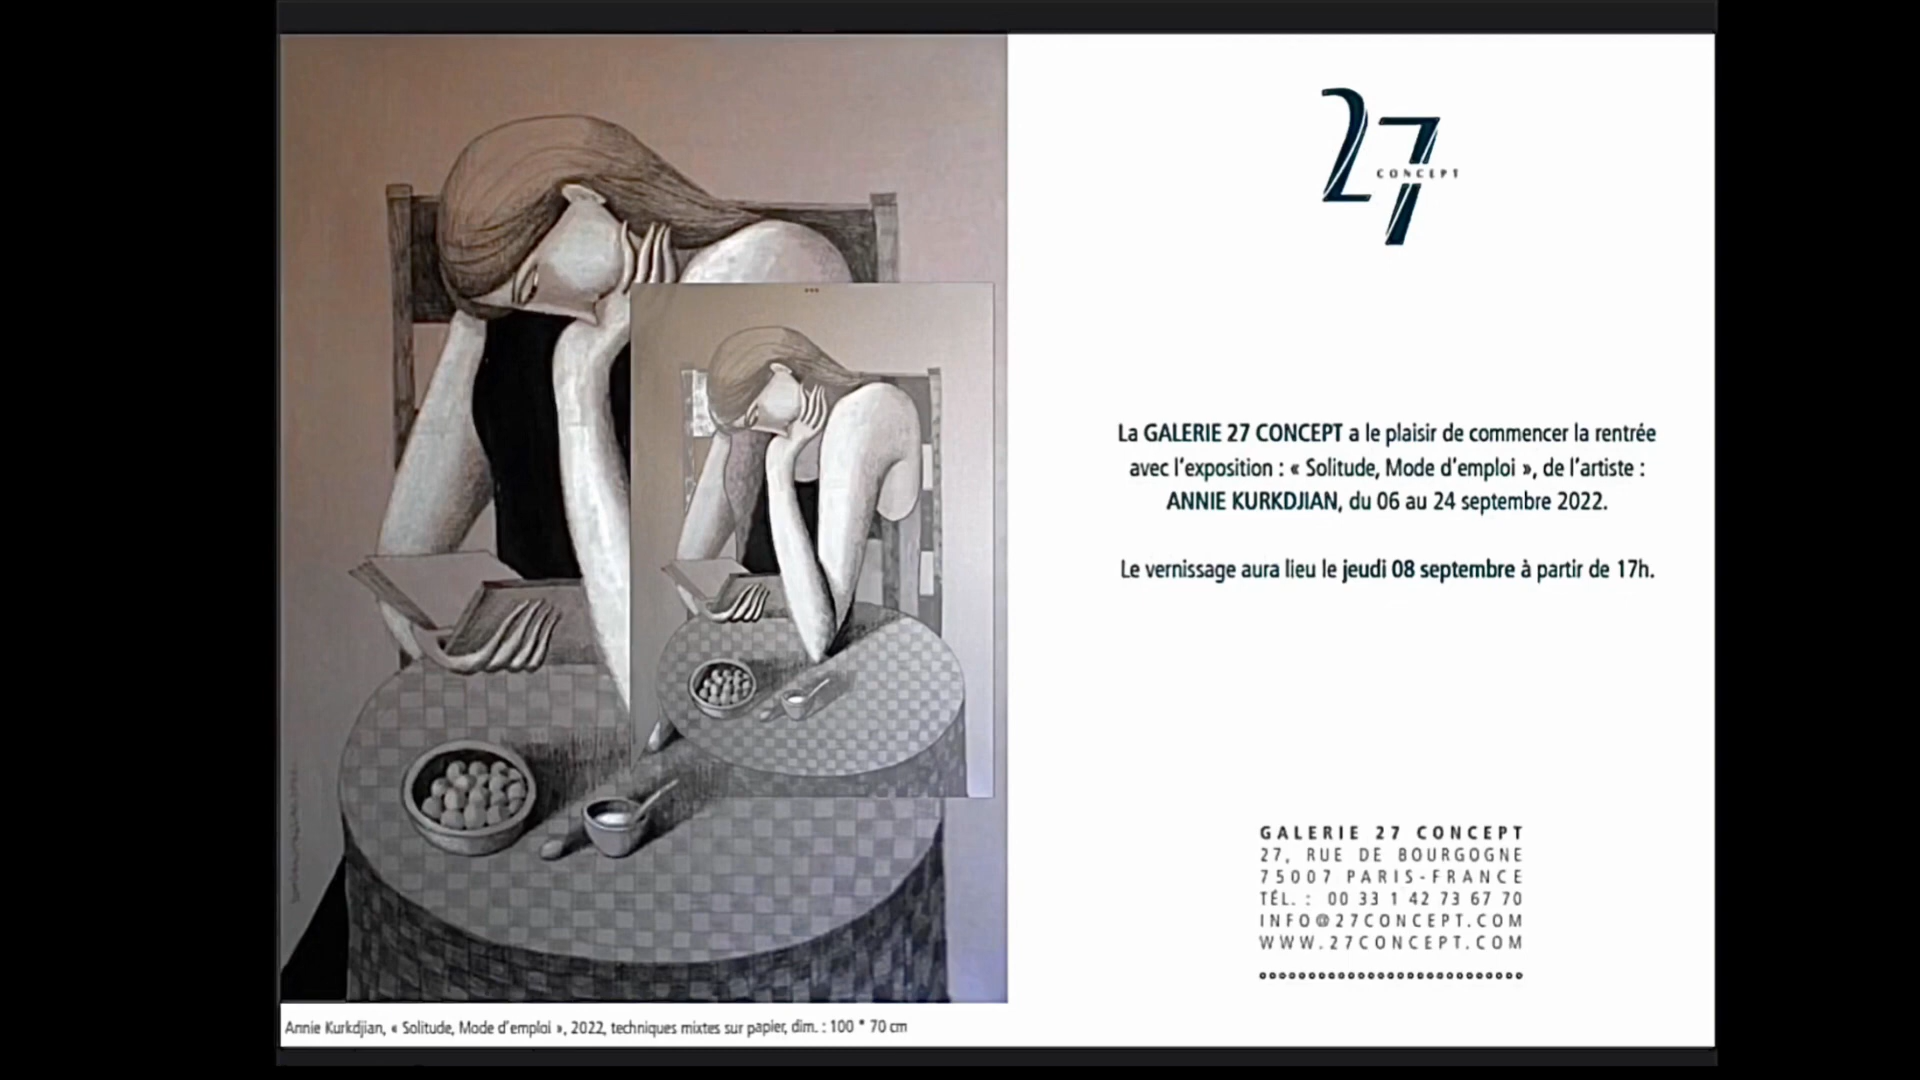 27
CONCEPT
La GALERIE 27 CONCEPT a le plaisir de commencer la rentrée
avec l'exposition : « Solitude, Mode d'emploi », de l'artiste :
ANNIE KURKDJIAN, du 06 au 24 septembre 2022.
Le vernissage aura lieu le jeudi 08 septembre à partir de 17h.
GALERIE 27 CONCEPT
27, RUE DE BOURGOGNE
75007 PARIS-FRANCE
TÉL. : 00 33 1 42 73 67 70
INFO@27CONCEPT.COM
WWW.27CONCEPT.COM
Annie Kurkdjian, « Solitude, Mode d'emploi », 2022, techniques mixtes sur papier, dim. : 100 * 70 cm